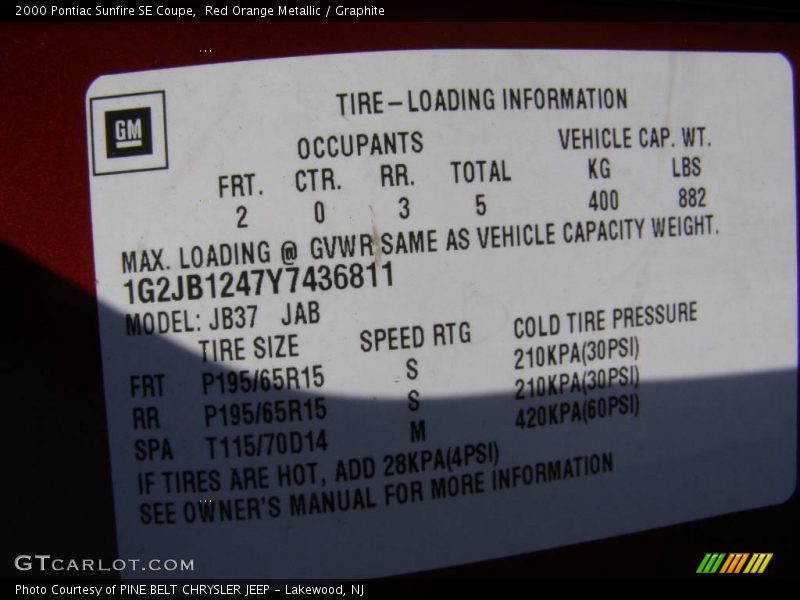 2000 Pontiac Sunfire SE Coupe, Red Orange Metallic / Graphite
GM
TIRE-LOADING INFORMATION
OCCUPANTS VEHICLE CAP. WT.
FRT. CTR. RR. TOTAL KG LBS
2 0 3 5 400 882
MAX. LOADING @ GVWR SAME AS VEHICLE CAPACITY WEIGHT.
1G2JB1247Y7436811
MODEL: JB37 JAB
TIRE SIZE SPEED RTG COLD TIRE PRESSURE
FRT P195/65R15 S 210KPA(30PSI)
RR P195/65R15 S 210KPA(30PSI)
SPA T115/70D14 M 420KPA(60PSI)
IF TIRES ARE HOT, ADD 28KPA(4PSI)
SEE OWNER'S MANUAL FOR MORE INFORMATION
GTCARLOT.COM
Photo Courtesy of PINE BELT CHRYSLER JEEP - Lakewood, NJ